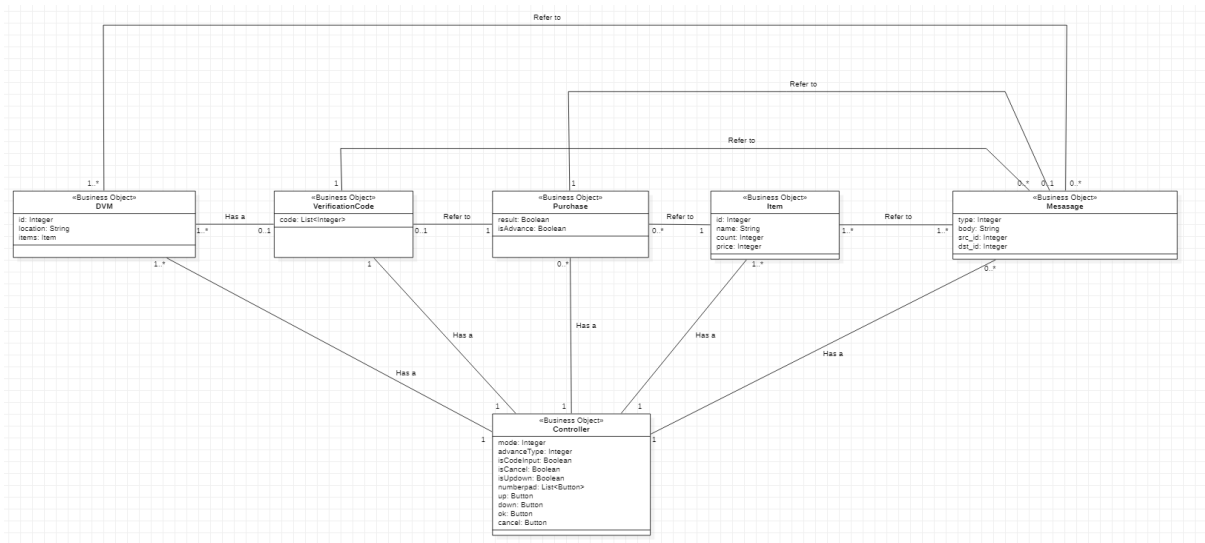 Refer to
Refer to
Refer to
1..*
1
1
0..*
0..1
0..*
«Business Object»
DVM
id: Integer
location: String
items: Item
Has a
1..*
0..1
«Business Object»
VerificationCode
code: List<Integer>
Refer to
0..1
1
«Business Object»
Purchase
result: Boolean
isAdvance: Boolean
Refer to
0..*
1
«Business Object»
Item
id: Integer
name: String
count: Integer
price: Integer
Refer to
1..*
1..*
«Business Object»
Mesasage
type: Integer
body: String
src_id: Integer
dst_id: Integer
1..*
1
0..*
1..*
0..*
Has a
Has a
Has a
Has a
Has a
1
1
1
1
1
«Business Object»
Controller
mode: Integer
advanceType: Integer
isCodeInput: Boolean
isCancel: Boolean
isUpdown: Boolean
numberpad: List<Button>
up: Button
down: Button
ok: Button
cancel: Button